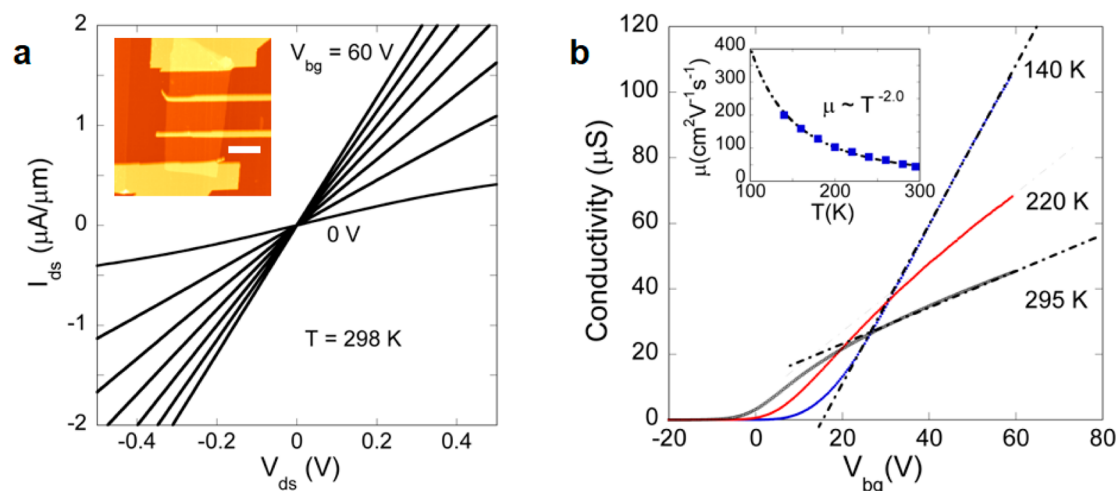 a
2
1
0
-1
-2
I_ds (μA/μm)
V_bg = 60 V
0 V
T = 298 K
-0.4 -0.2 0 0.2 0.4
V_ds (V)
b
120
100
80
60
40
20
0
Conductivity (μS)
140 K
220 K
295 K
-20 0 20 40 60 80
V_bg (V)
400
300
200
100
0
μ(cm²V⁻¹s⁻¹)
μ ~ T^-2.0
100 200 300
T(K)